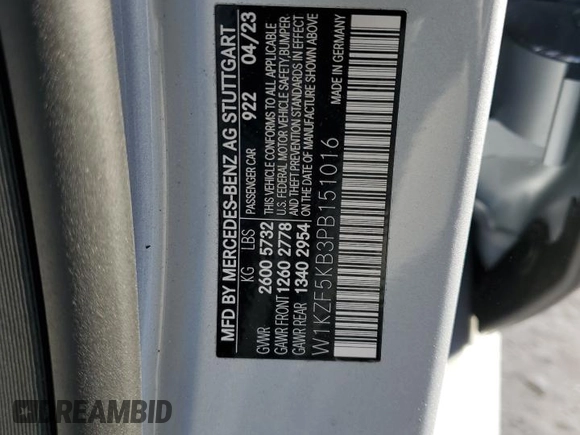 MFD BY MERCEDES-BENZ AG STUTTGART
KG LBS PASSENGER CAR 922 04/23
GVWR 2600 5732 THIS VEHICLE CONFORMS TO ALL APPLICABLE
GAWR FRONT 1260 2778 U.S. FEDERAL MOTOR VEHICLE SAFETY, BUMPER,
GAWR REAR 1340 2954 AND THEFT PREVENTION STANDARDS IN EFFECT
ON THE DATE OF MANUFACTURE SHOWN ABOVE
W1KZF5KB3PB151016 MADE IN GERMANY
DREAMBID